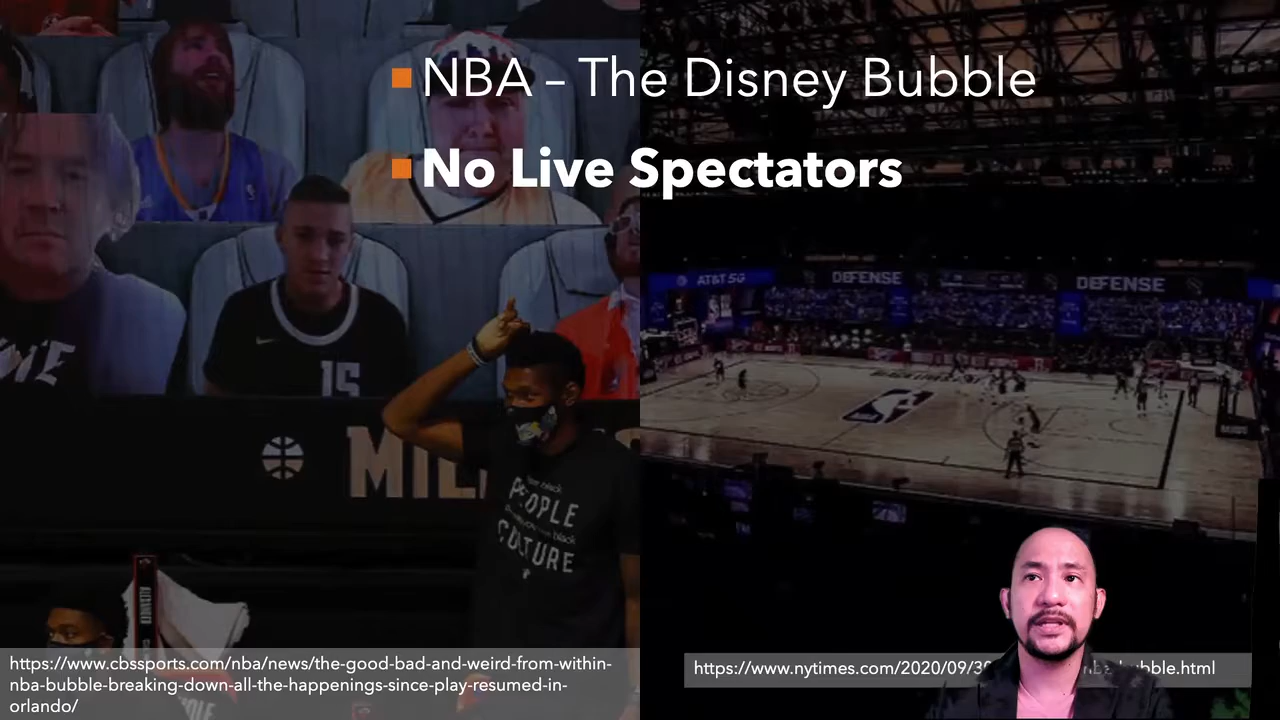 NBA – The Disney Bubble
No Live Spectators
AT&T 5G
DEFENSE
DEFENSE
15
PEOPLE
CULTURE
https://www.cbssports.com/nba/news/the-good-bad-and-weird-from-within-
nba-bubble-breaking-down-all-the-happenings-since-play-resumed-in-
orlando/
https://www.nytimes.com/2020/09/3
bubble.html